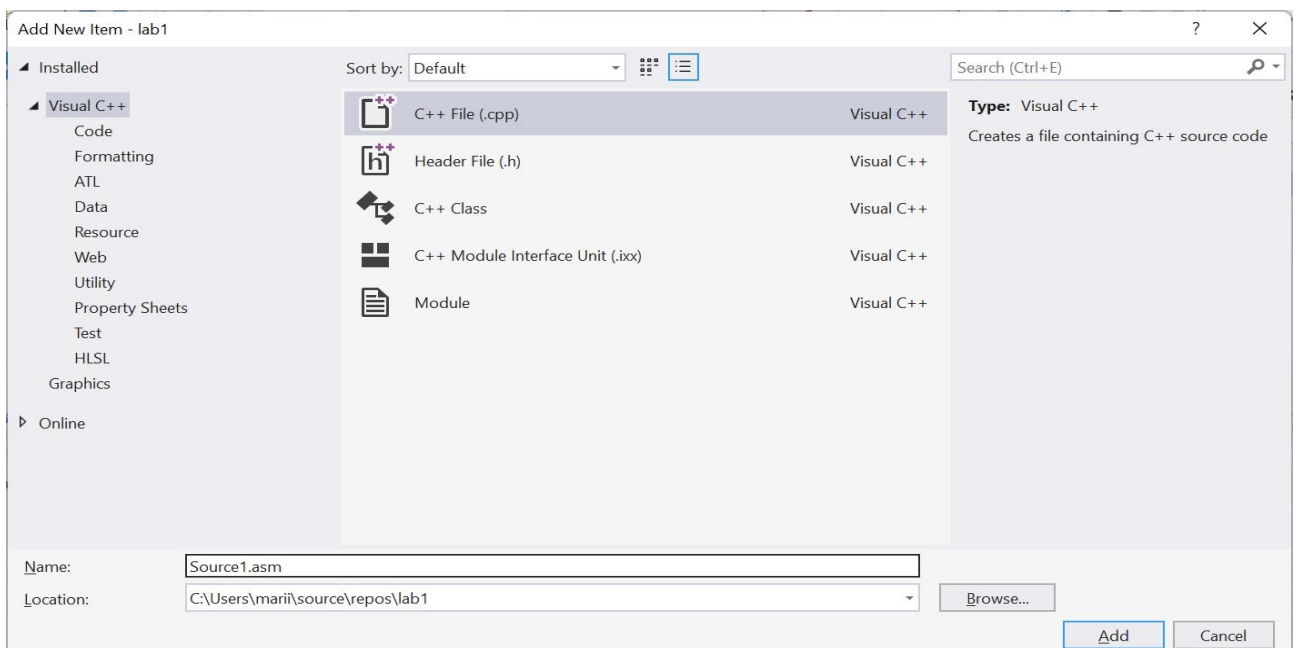 Add New Item - lab1
?
Installed
Sort by: Default
Search (Ctrl+E)
Visual C++
Code
Formatting
ATL
Data
Resource
Web
Utility
Property Sheets
Test
HLSL
Graphics
Online
C++ File (.cpp) Visual C++
Header File (.h) Visual C++
C++ Class Visual C++
C++ Module Interface Unit (.ixx) Visual C++
Module Visual C++
Type: Visual C++
Creates a file containing C++ source code
Name: Source1.asm
Location: C:\Users\marii\source\repos\lab1
Browse...
Add Cancel